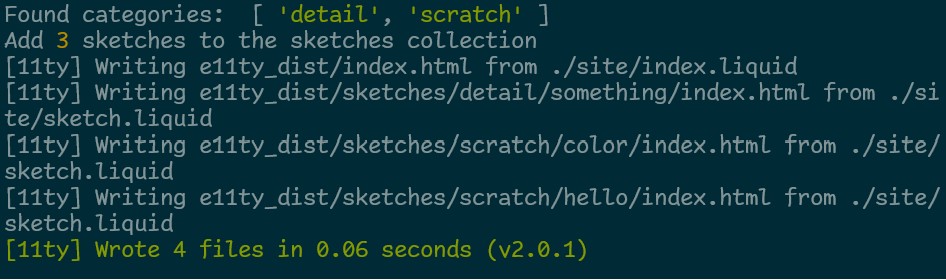 Found categories:  [ 'detail', 'scratch' ]
Add 3 sketches to the sketches collection
[11ty] Writing e11ty_dist/index.html from ./site/index.liquid
[11ty] Writing e11ty_dist/sketches/detail/something/index.html from ./si
te/sketch.liquid
[11ty] Writing e11ty_dist/sketches/scratch/color/index.html from ./site/
sketch.liquid
[11ty] Writing e11ty_dist/sketches/scratch/hello/index.html from ./site/
sketch.liquid
[11ty] Wrote 4 files in 0.06 seconds (v2.0.1)